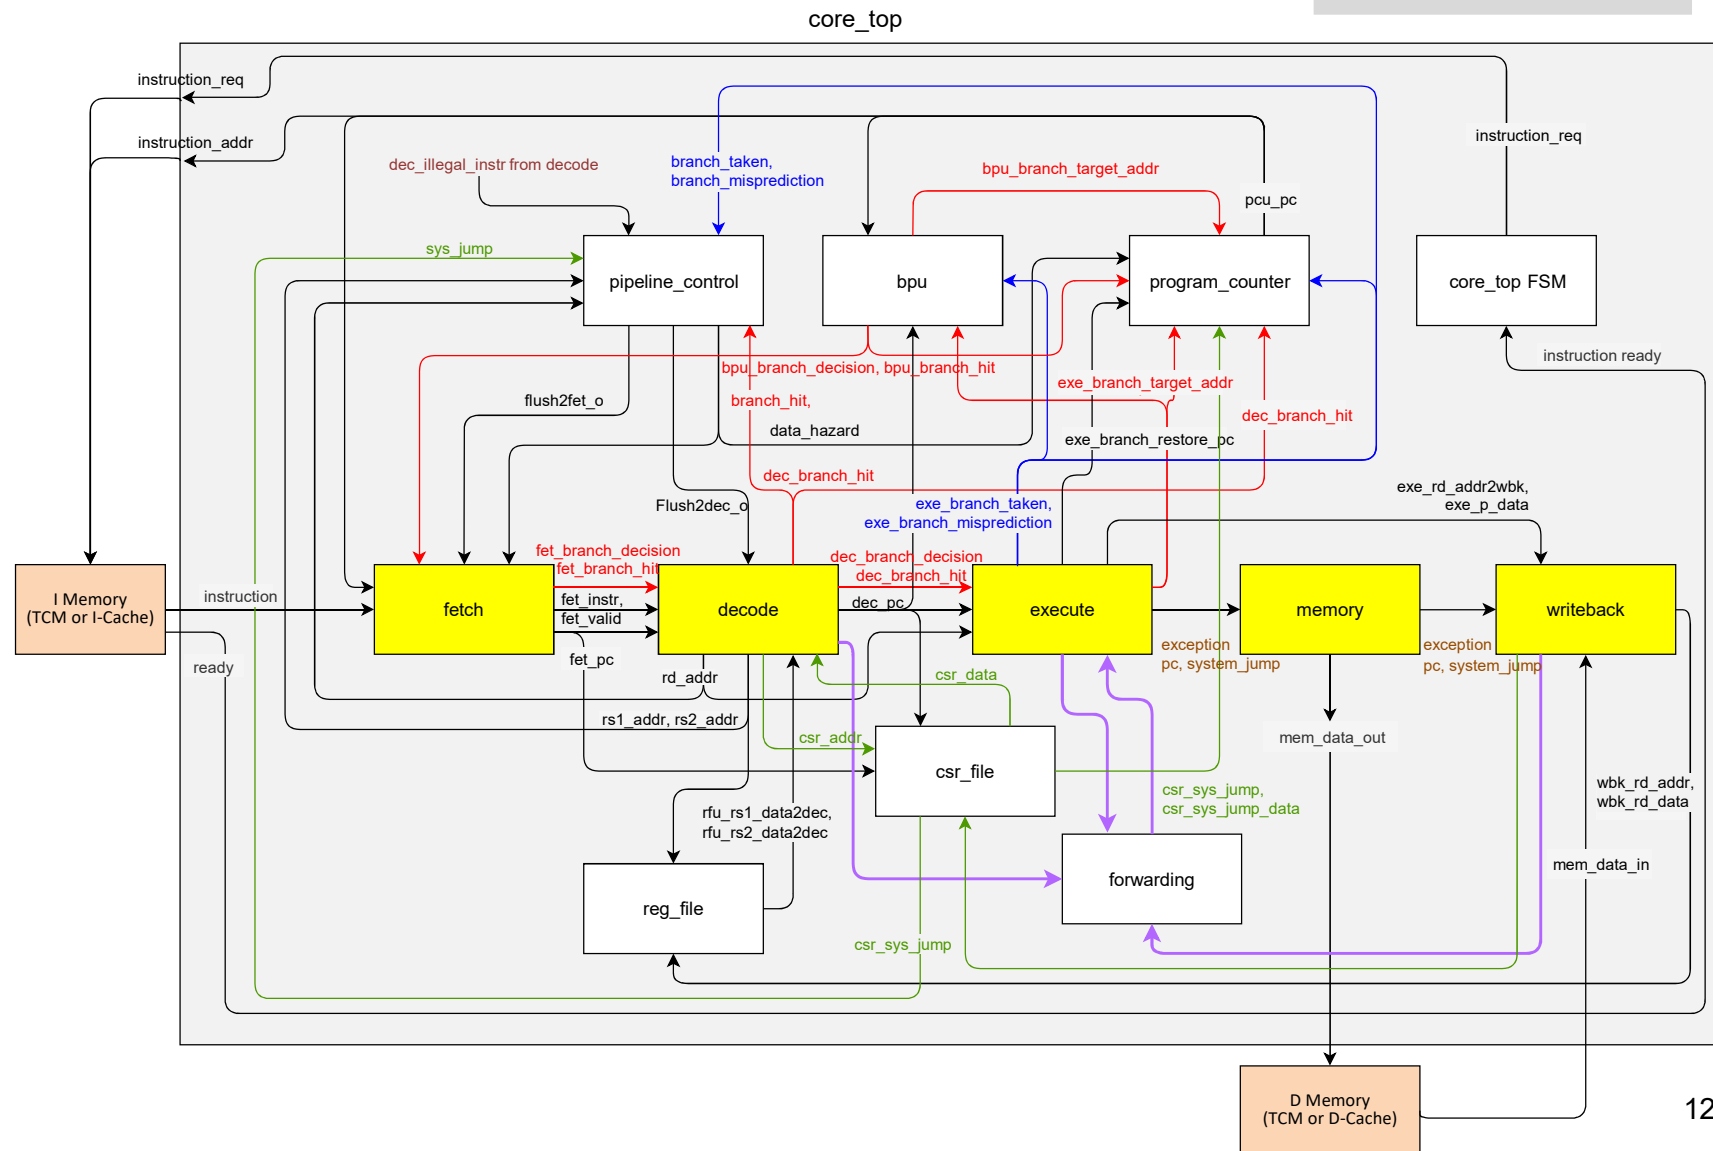 core_top
instruction_req
instruction_addr
instruction_req
dec_illegal_instr from decode
branch_taken,
branch_misprediction
bpu_branch_target_addr
pcu_pc
sys_jump
pipeline_control
bpu
program_counter
core_top FSM
instruction ready
bpu_branch_decision, bpu_branch_hit
exe_branch_target_addr
flush2fet_o
branch_hit,
dec_branch_hit
data_hazard
exe_branch_restore_pc
dec_branch_hit
Flush2dec_o
exe_branch_taken,
exe_branch_misprediction
exe_rd_addr2wbk,
exe_p_data
fet_branch_decision
fet_branch_hit
dec_branch_decision
dec_branch_hit
I Memory
(TCM or I-Cache)
instruction
fetch
fet_instr,
fet_valid
decode
dec_pc
execute
memory
writeback
ready
fet_pc
rd_addr
csr_data
exception
pc, system_jump
exception
pc, system_jump
rs1_addr, rs2_addr
csr_addr
mem_data_out
csr_file
csr_sys_jump,
csr_sys_jump_data
wbk_rd_addr,
wbk_rd_data
rfu_rs1_data2dec,
rfu_rs2_data2dec
mem_data_in
forwarding
reg_file
csr_sys_jump
D Memory
(TCM or D-Cache)
12